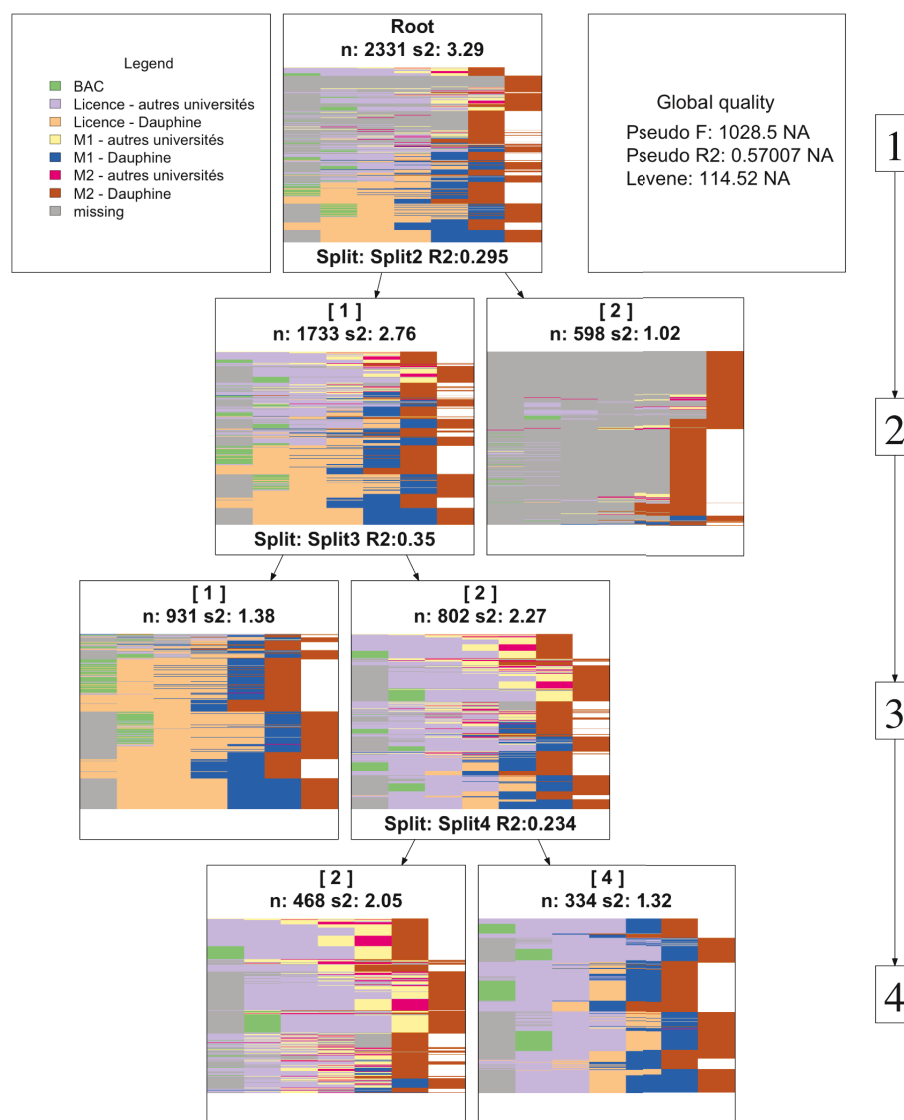 Legend
BAC
Licence - autres universités
Licence - Dauphine
M1 - autres universités
M1 - Dauphine
M2 - autres universités
M2 - Dauphine
missing
Root
n: 2331 s2: 3.29
Split: Split2 R2:0.295
Global quality
Pseudo F: 1028.5 NA
Pseudo R2: 0.57007 NA
Levene: 114.52 NA
1
[ 1 ]
n: 1733 s2: 2.76
Split: Split3 R2:0.35
[ 2 ]
n: 598 s2: 1.02
2
[ 1 ]
n: 931 s2: 1.38
[ 2 ]
n: 802 s2: 2.27
Split: Split4 R2:0.234
3
[ 2 ]
n: 468 s2: 2.05
[ 4 ]
n: 334 s2: 1.32
4